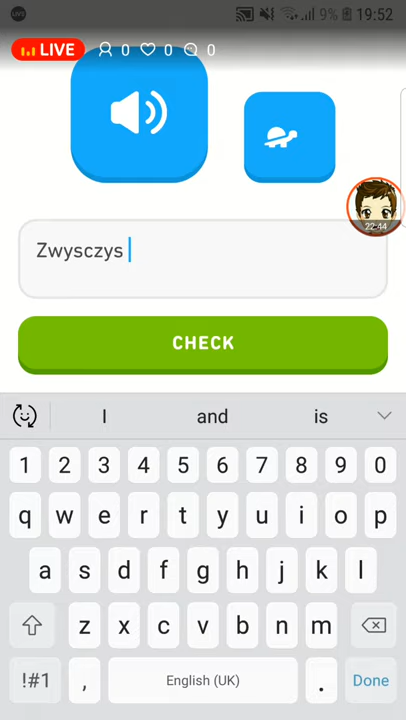 LIVE
9% 19:52
LIVE 0 0 0
22:44
Zwysczys
CHECK
I and is
1 2 3 4 5 6 7 8 9 0
q w e r t y u i o p
a s d f g h j k l
z x c v b n m
!#1 , English (UK) . Done